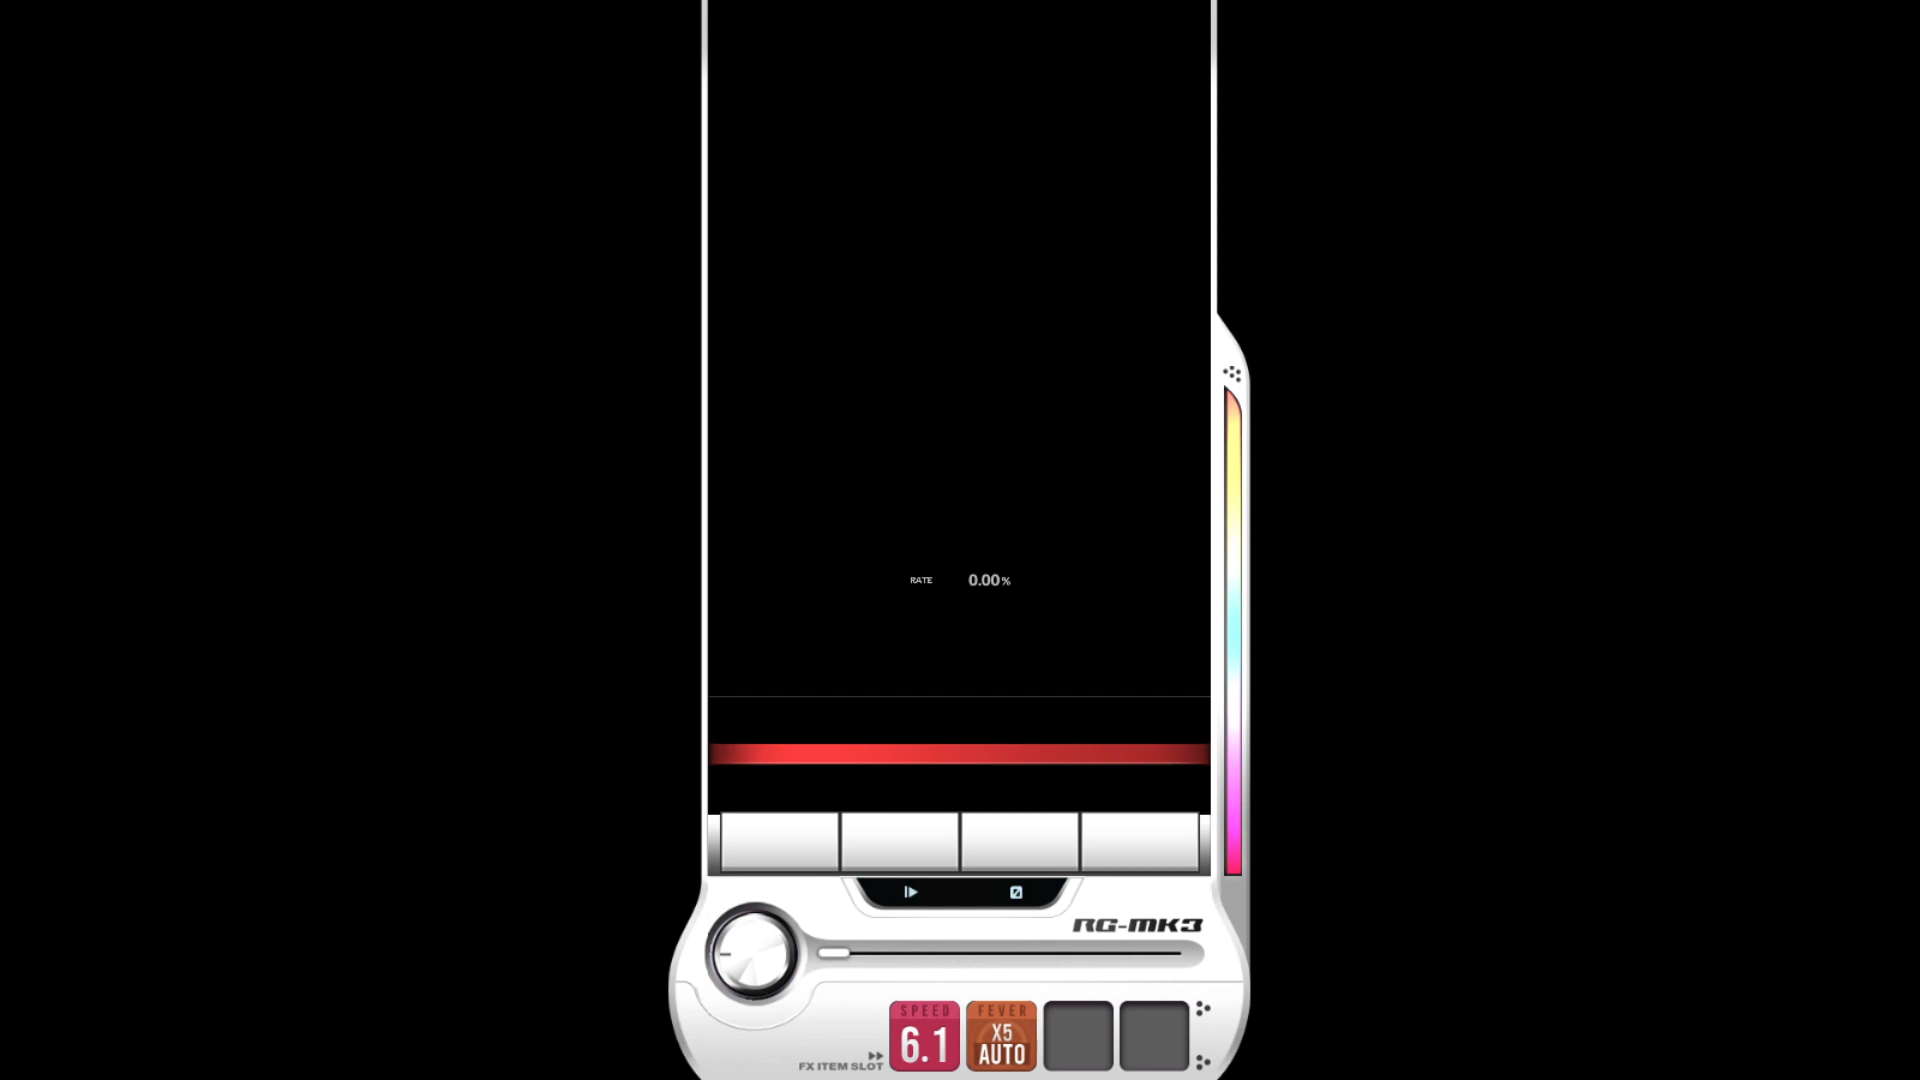 RATE 0.00%
RG-MK3
SPEED
6.1
FEVER
X5
AUTO
FX ITEM SLOT